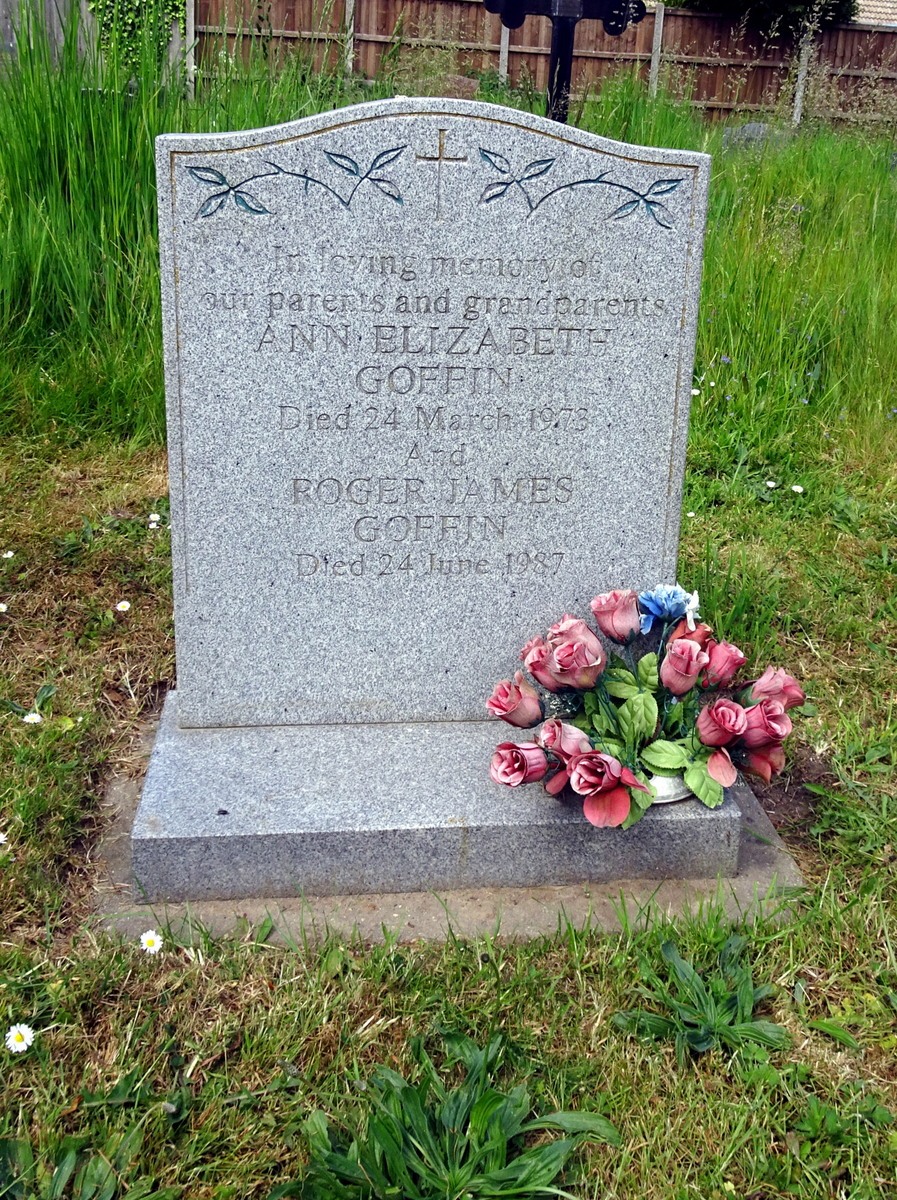 In loving memory of
our parents and grandparents
ANN ELIZABETH
GOFFIN
Died 24 March 1973
And
ROGER JAMES
GOFFIN
Died 24 June 1987